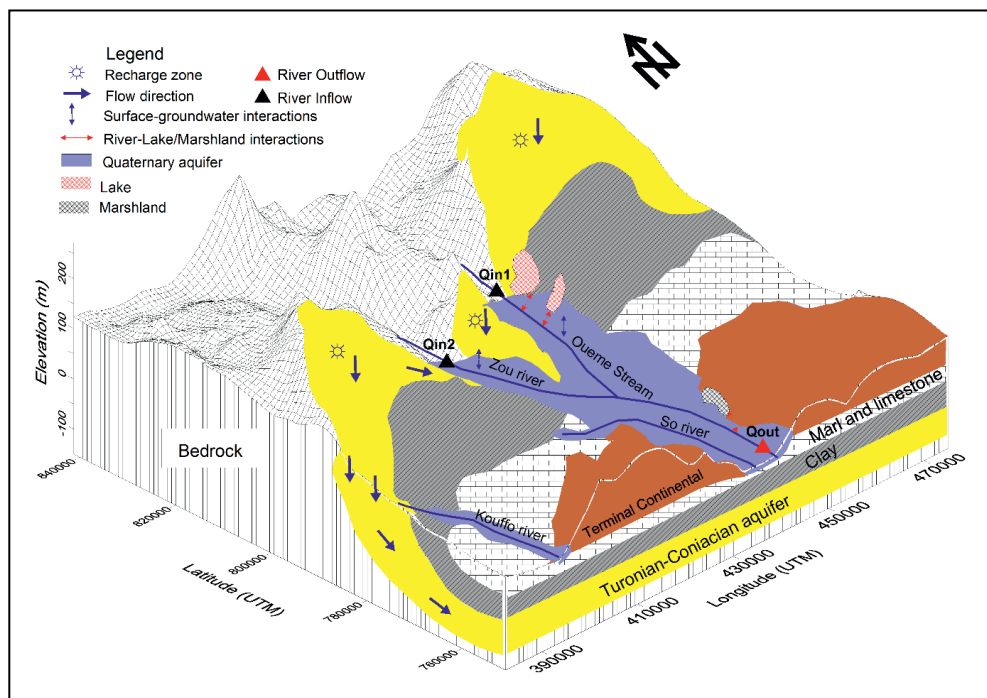 Legend
Recharge zone
River Outflow
Flow direction
River Inflow
Surface-groundwater interactions
River-Lake/Marshland interactions
Quaternary aquifer
Lake
Marshland
N
Elevation (m)
200
100
0
-100
Qin1
Qin2
Zou river
Oueme Stream
So river
Qout
Bedrock
Kouffo river
Terminal Continental
Marl and limestone
Clay
Turonian-Coniacian aquifer
840000
820000
800000
780000
760000
Latitude (UTM)
390000
410000
430000
450000
470000
Longitude (UTM)